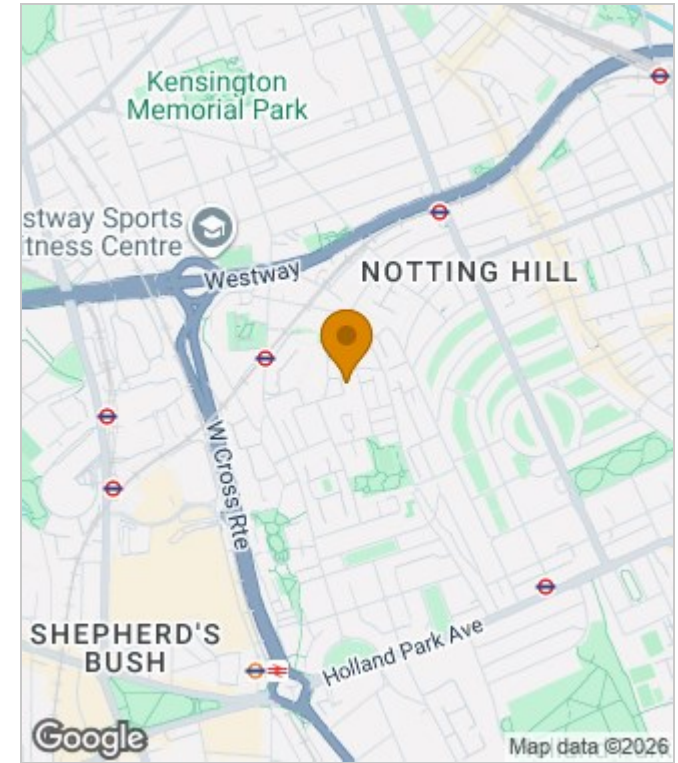 Kensington
Memorial Park
stway Sports
tness Centre
Westway
NOTTING HILL
W Cross Rte
SHEPHERD'S
BUSH
Holland Park Ave
Google
Map data ©2026